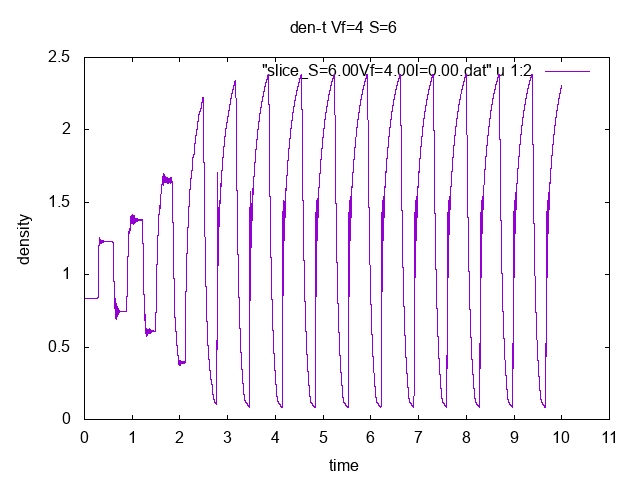 den-t Vf=4 S=6
"slice_S=6.00Vf=4.00I=0.00.dat" u 1:2
2.5
2
1.5
1
0.5
0
density
0 1 2 3 4 5 6 7 8 9 10 11
time